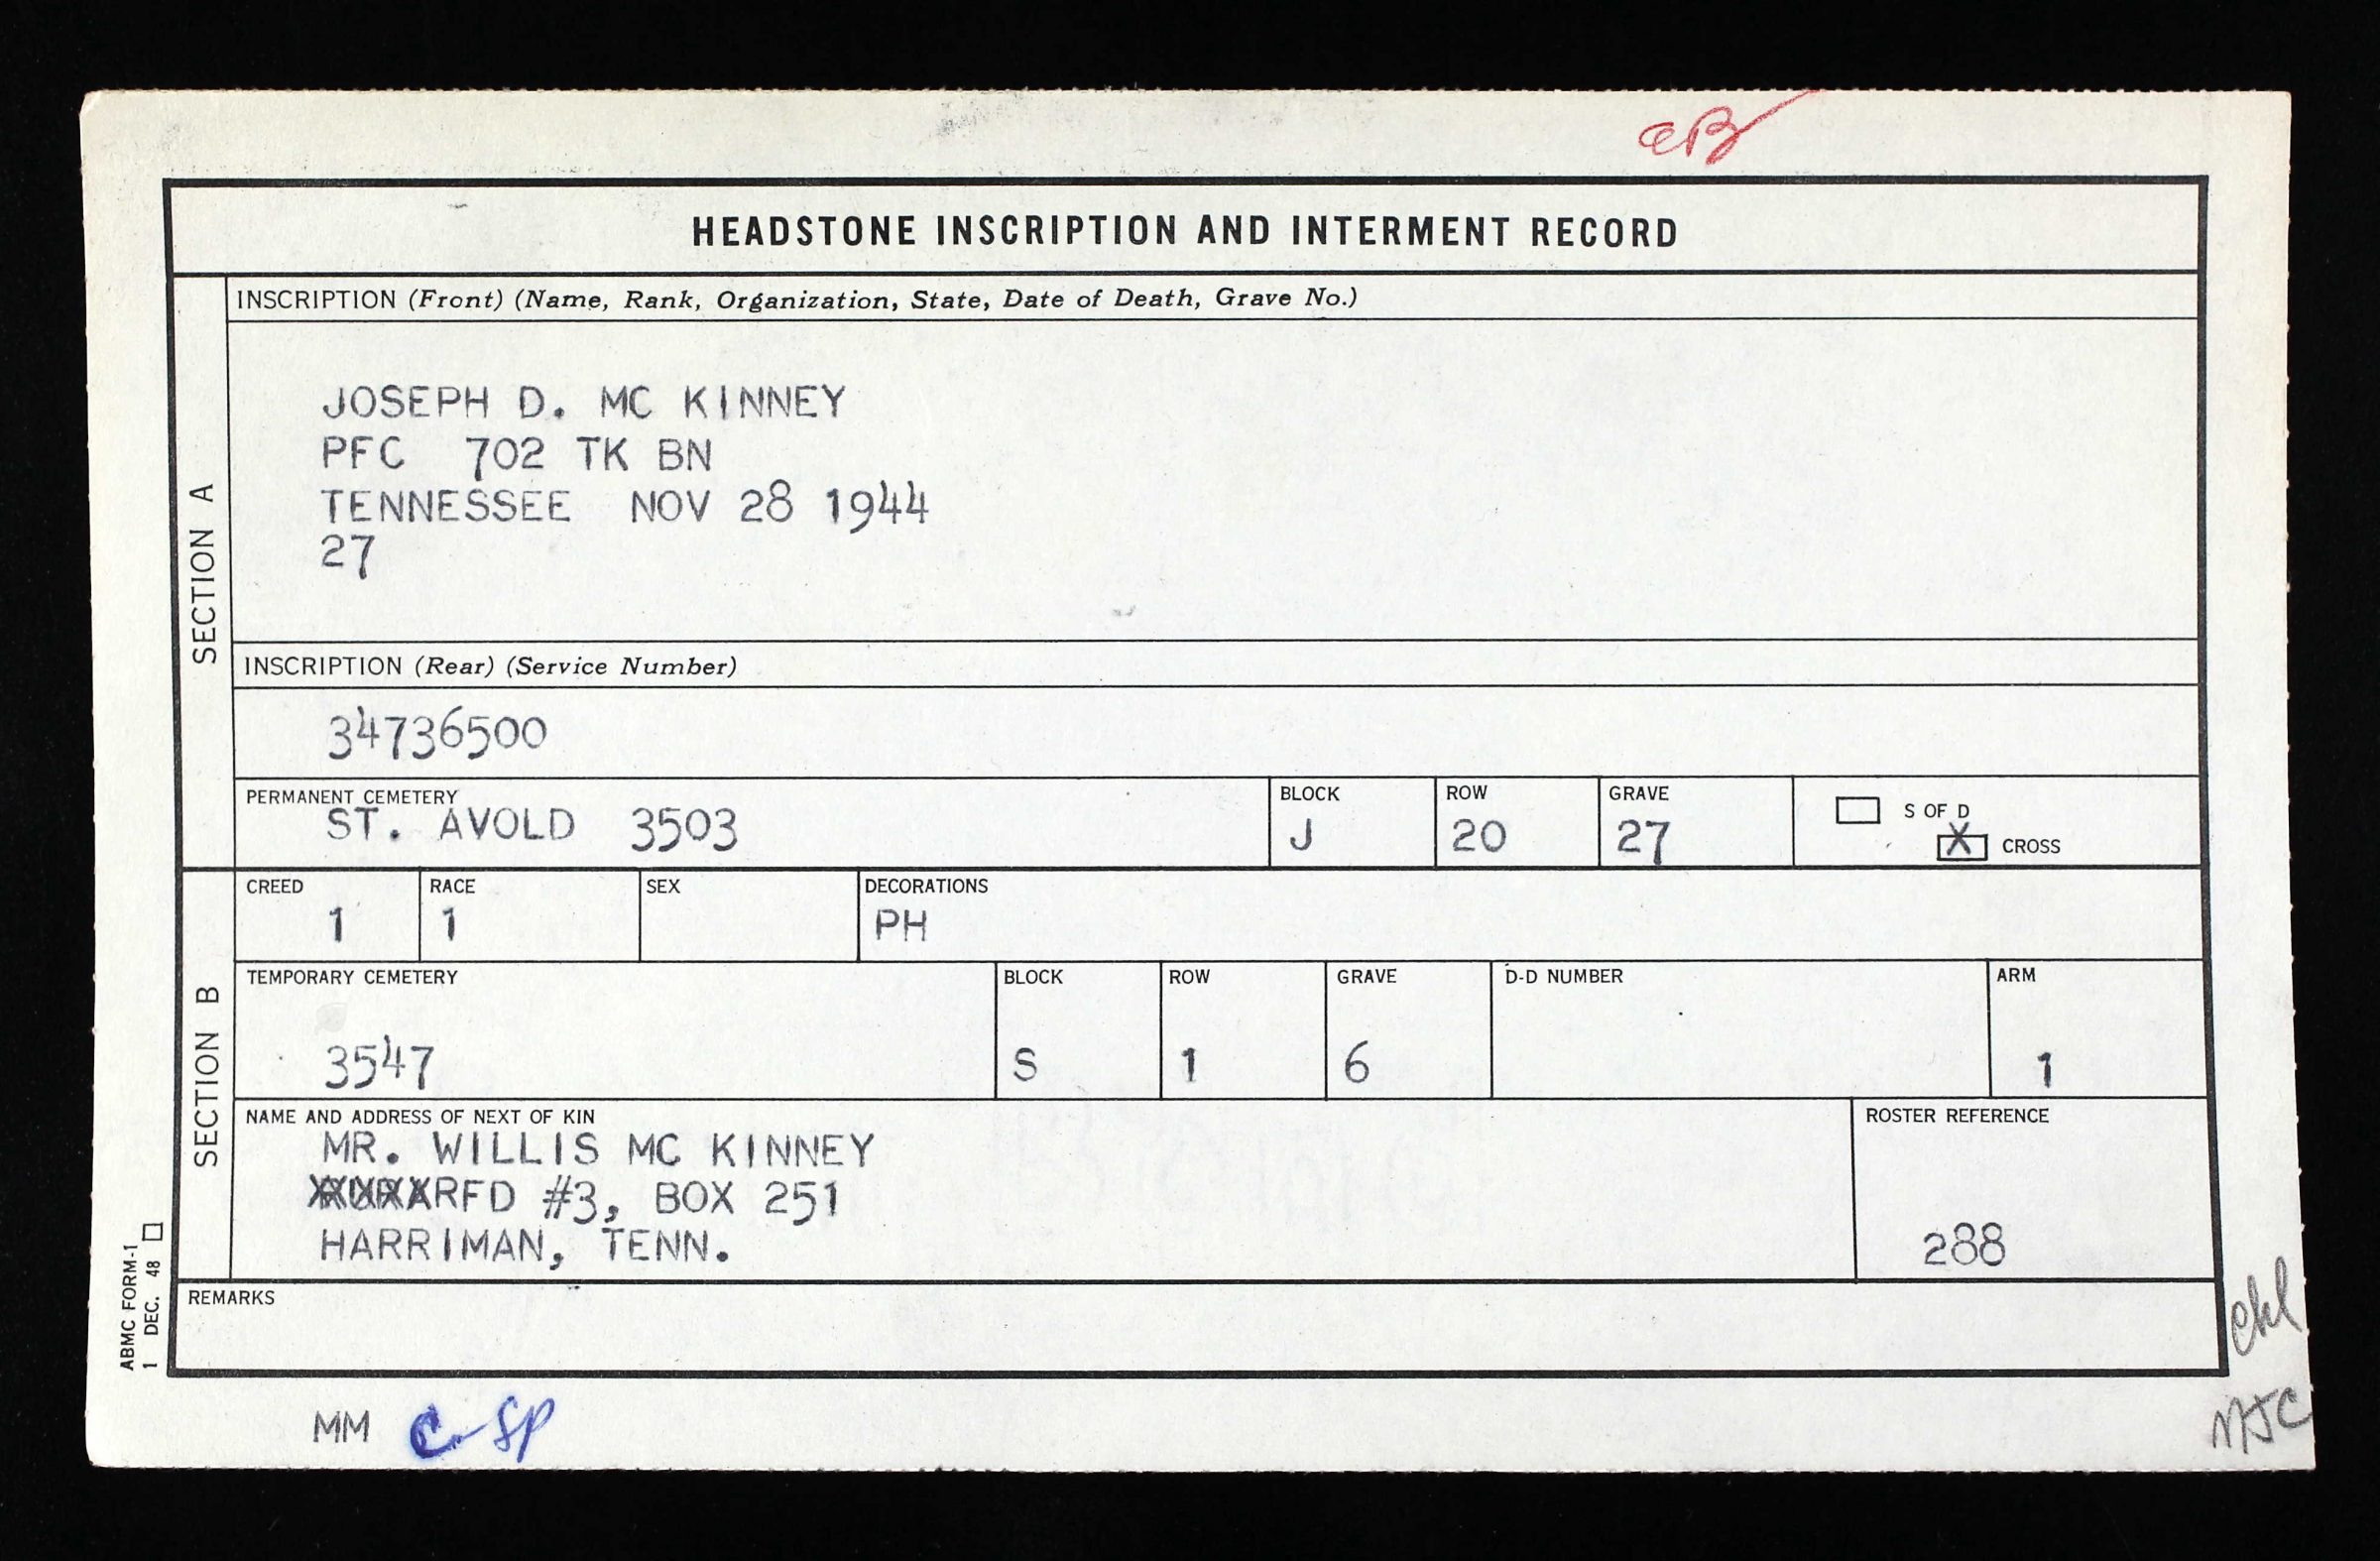 HEADSTONE INSCRIPTION AND INTERMENT RECORD
SECTION A
INSCRIPTION (Front) (Name, Rank, Organization, State, Date of Death, Grave No.)
JOSEPH D. MC KINNEY
PFC 702 TK BN
TENNESSEE NOV 28 1944
27
INSCRIPTION (Rear) (Service Number)
34736500
PERMANENT CEMETERY
ST. AVOLD 3503
BLOCK
J
ROW
20
GRAVE
27
S OF D
X CROSS
SECTION B
CREED
1
RACE
1
SEX
DECORATIONS
PH
TEMPORARY CEMETERY
3547
BLOCK
S
ROW
1
GRAVE
6
D-D NUMBER
ARM
1
NAME AND ADDRESS OF NEXT OF KIN
MR. WILLIS MC KINNEY
RFD #3, BOX 251
HARRIMAN, TENN.
ROSTER REFERENCE
288
REMARKS
ABMC FORM-1
1 DEC. 48
MM